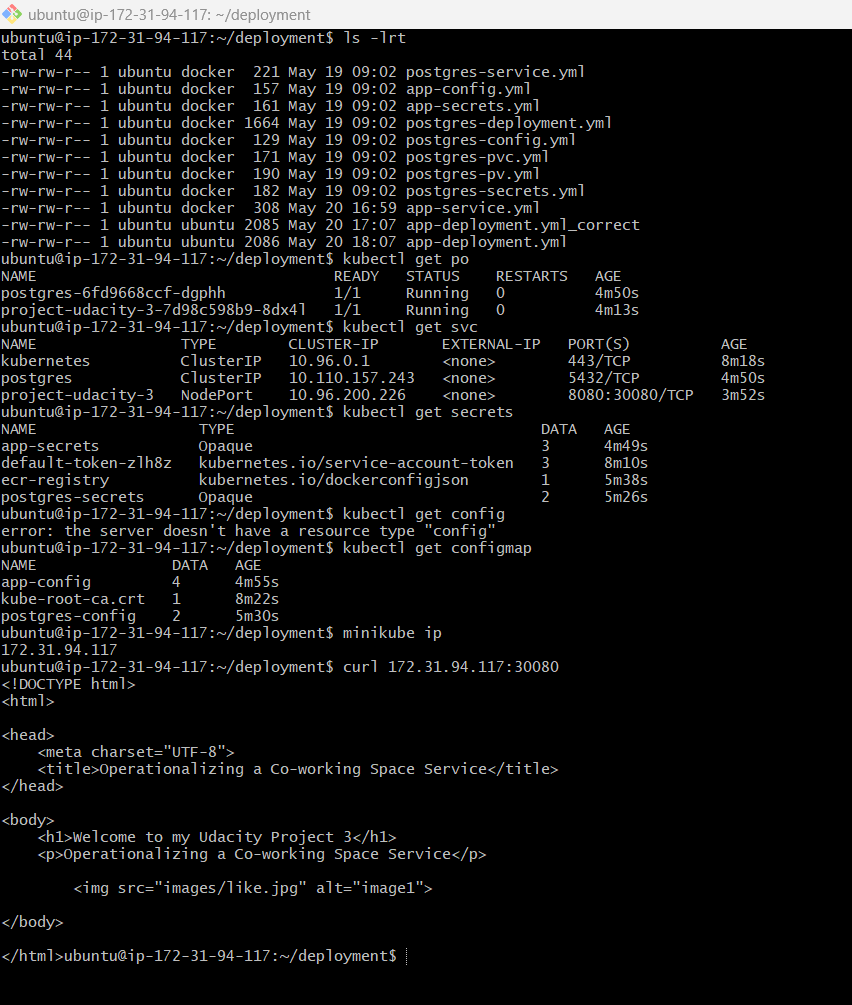 ubuntu@ip-172-31-94-117: ~/deployment
ubuntu@ip-172-31-94-117:~/deployment$ ls -lrt
total 44
-rw-rw-r-- 1 ubuntu docker  221 May 19 09:02 postgres-service.yml
-rw-rw-r-- 1 ubuntu docker  157 May 19 09:02 app-config.yml
-rw-rw-r-- 1 ubuntu docker  161 May 19 09:02 app-secrets.yml
-rw-rw-r-- 1 ubuntu docker 1664 May 19 09:02 postgres-deployment.yml
-rw-rw-r-- 1 ubuntu docker  129 May 19 09:02 postgres-config.yml
-rw-rw-r-- 1 ubuntu docker  171 May 19 09:02 postgres-pvc.yml
-rw-rw-r-- 1 ubuntu docker  190 May 19 09:02 postgres-pv.yml
-rw-rw-r-- 1 ubuntu docker  182 May 19 09:02 postgres-secrets.yml
-rw-rw-r-- 1 ubuntu docker  308 May 20 16:59 app-service.yml
-rw-rw-r-- 1 ubuntu ubuntu 2085 May 20 17:07 app-deployment.yml_correct
-rw-rw-r-- 1 ubuntu ubuntu 2086 May 20 18:07 app-deployment.yml
ubuntu@ip-172-31-94-117:~/deployment$ kubectl get po
NAME                                 READY   STATUS    RESTARTS   AGE
postgres-6fd9668ccf-dgphh            1/1     Running   0          4m50s
project-udacity-3-7d98c598b9-8dx4l   1/1     Running   0          4m13s
ubuntu@ip-172-31-94-117:~/deployment$ kubectl get svc
NAME                TYPE        CLUSTER-IP       EXTERNAL-IP   PORT(S)          AGE
kubernetes          ClusterIP   10.96.0.1        <none>        443/TCP          8m18s
postgres            ClusterIP   10.110.157.243   <none>        5432/TCP         4m50s
project-udacity-3   NodePort    10.96.200.226    <none>        8080:30080/TCP   3m52s
ubuntu@ip-172-31-94-117:~/deployment$ kubectl get secrets
NAME                  TYPE                                  DATA   AGE
app-secrets           Opaque                                3      4m49s
default-token-zlh8z   kubernetes.io/service-account-token   3      8m10s
ecr-registry          kubernetes.io/dockerconfigjson        1      5m38s
postgres-secrets      Opaque                                2      5m26s
ubuntu@ip-172-31-94-117:~/deployment$ kubectl get config
error: the server doesn't have a resource type "config"
ubuntu@ip-172-31-94-117:~/deployment$ kubectl get configmap
NAME               DATA   AGE
app-config         4      4m55s
kube-root-ca.crt   1      8m22s
postgres-config    2      5m30s
ubuntu@ip-172-31-94-117:~/deployment$ minikube ip
172.31.94.117
ubuntu@ip-172-31-94-117:~/deployment$ curl 172.31.94.117:30080
<!DOCTYPE html>
<html>
<head>
    <meta charset="UTF-8">
    <title>Operationalizing a Co-working Space Service</title>
</head>
<body>
    <h1>Welcome to my Udacity Project 3</h1>
    <p>Operationalizing a Co-working Space Service</p>
        <img src="images/like.jpg" alt="image1">
</body>
</html>ubuntu@ip-172-31-94-117:~/deployment$